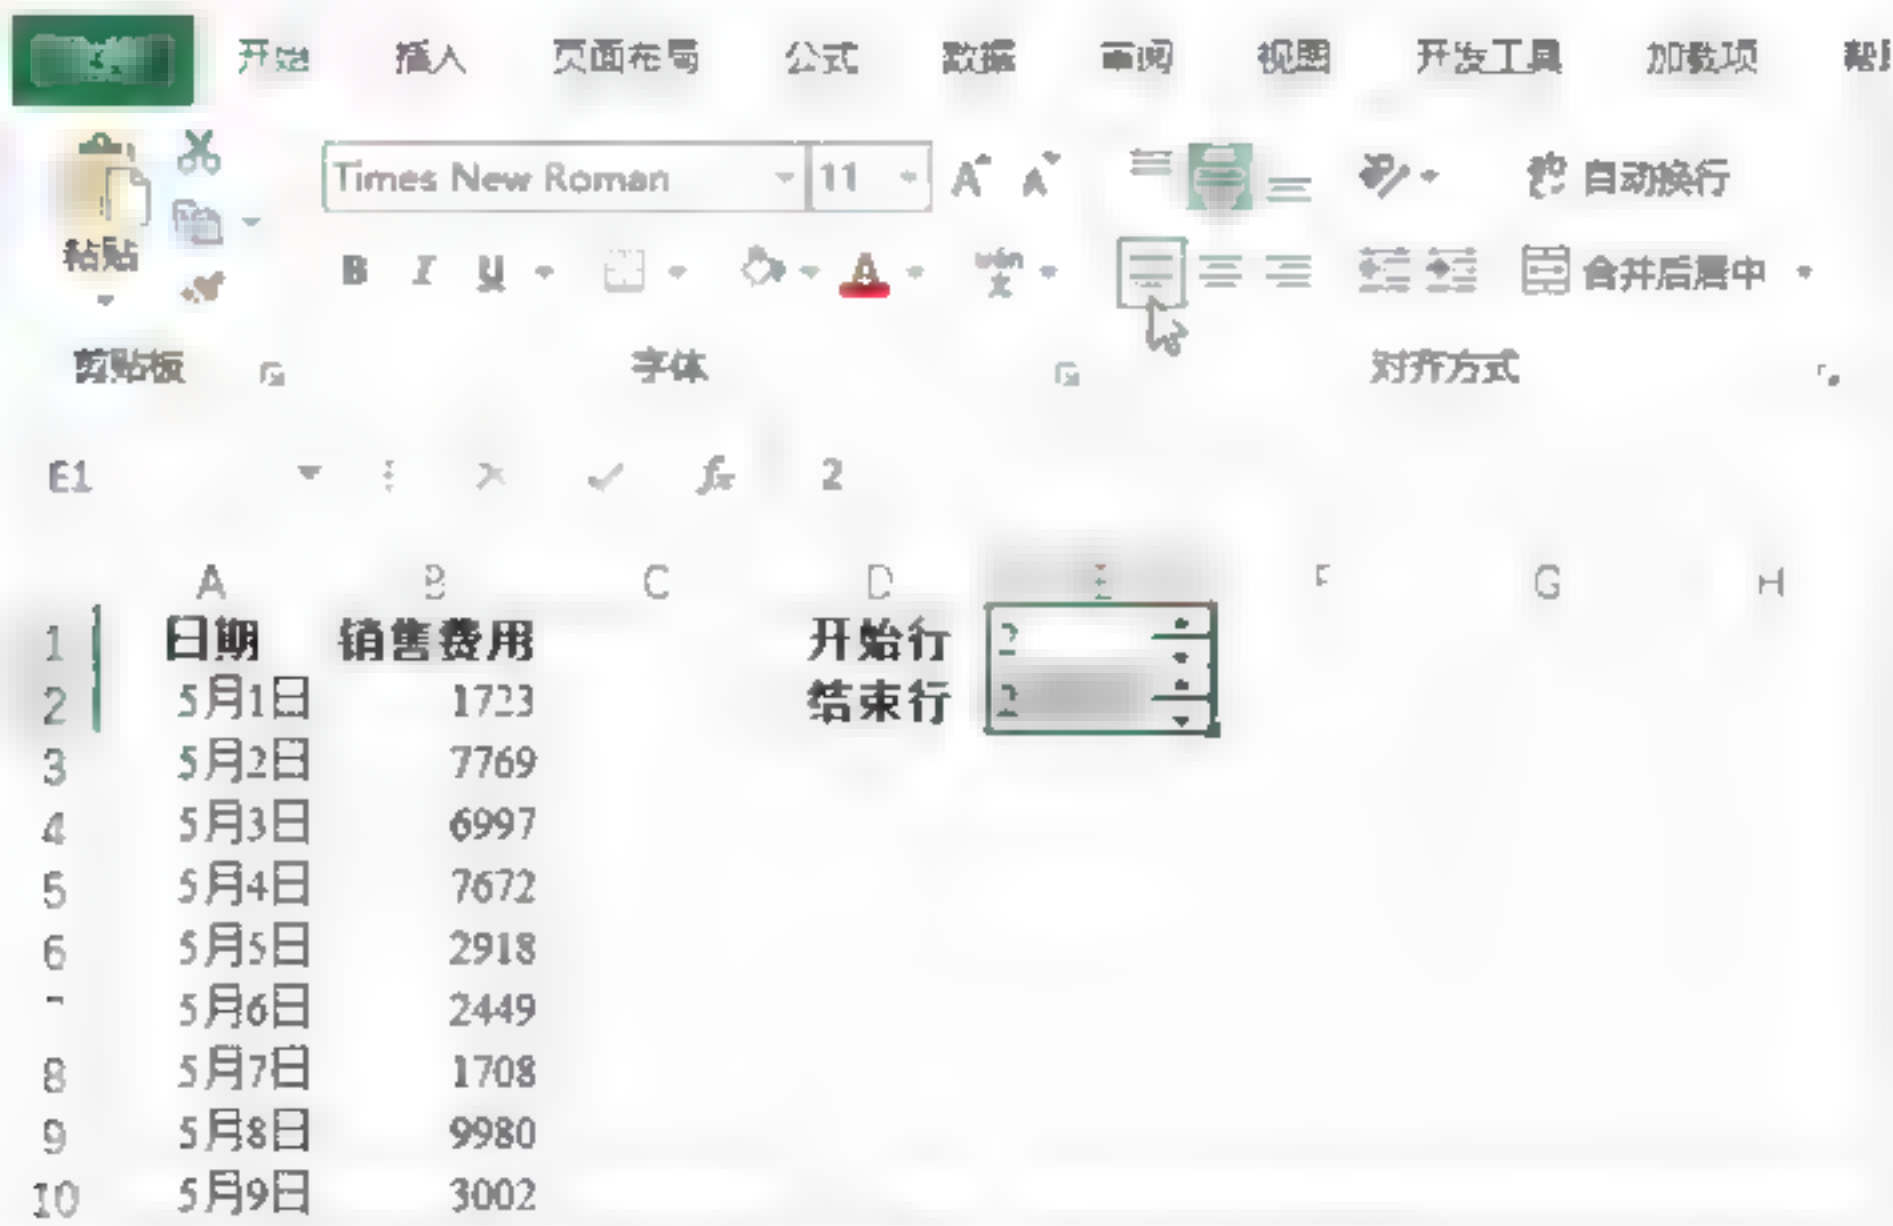 开始 插入 页面布局 公式 数据 审阅 视图 开发工具 加载项
Times New Roman 11 A A 自动换行
粘贴 B I U A wén 合并后居中
剪贴板 字体 对齐方式
E1 fx 2
A B C D E F G H
1 日期 销售费用 开始行 2
2 5月1日 1723 结束行 2
3 5月2日 7769
4 5月3日 6997
5 5月4日 7672
6 5月5日 2918
5月6日 2449
8 5月7日 1708
9 5月8日 9980
10 5月9日 3002